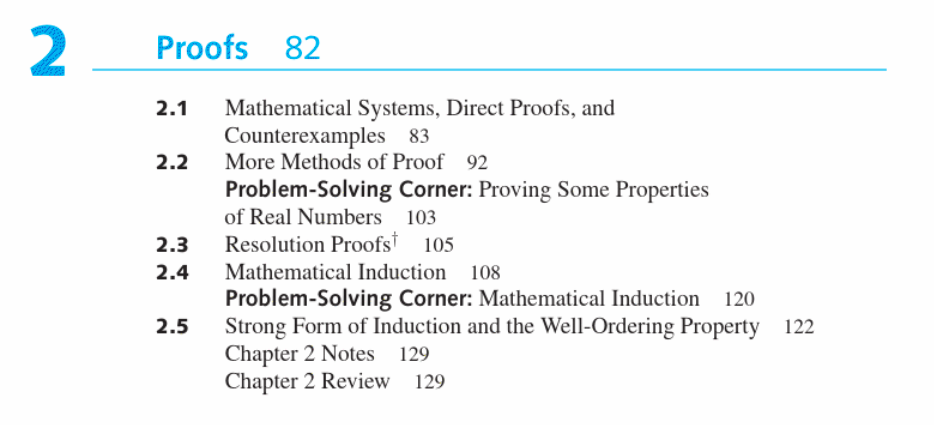 2 Proofs 82
2.1 Mathematical Systems, Direct Proofs, and
Counterexamples 83
2.2 More Methods of Proof 92
Problem-Solving Corner: Proving Some Properties
of Real Numbers 103
2.3 Resolution Proofs† 105
2.4 Mathematical Induction 108
Problem-Solving Corner: Mathematical Induction 120
2.5 Strong Form of Induction and the Well-Ordering Property 122
Chapter 2 Notes 129
Chapter 2 Review 129